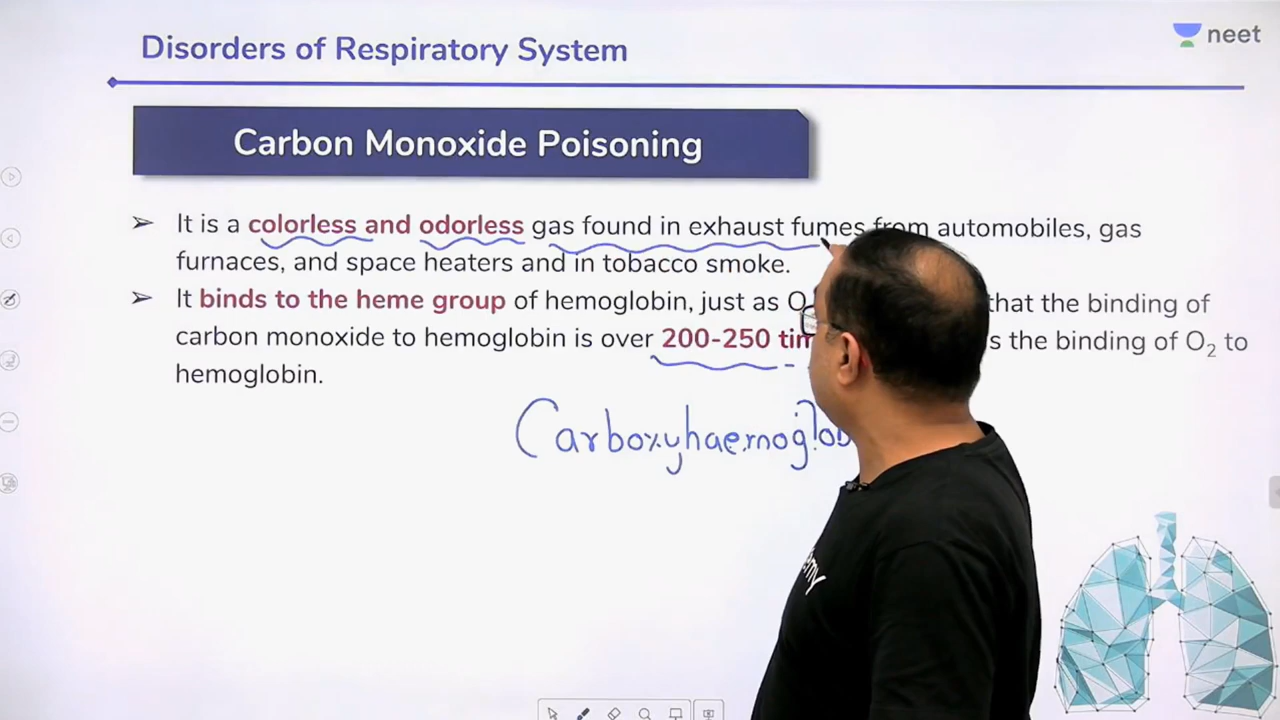 Disorders of Respiratory System
neet
Carbon Monoxide Poisoning
➢ It is a colorless and odorless gas found in exhaust fumes from automobiles, gas
furnaces, and space heaters and in tobacco smoke.
➢ It binds to the heme group of hemoglobin, just as O that the binding of
carbon monoxide to hemoglobin is over 200-250 s the binding of O₂ to
hemoglobin.